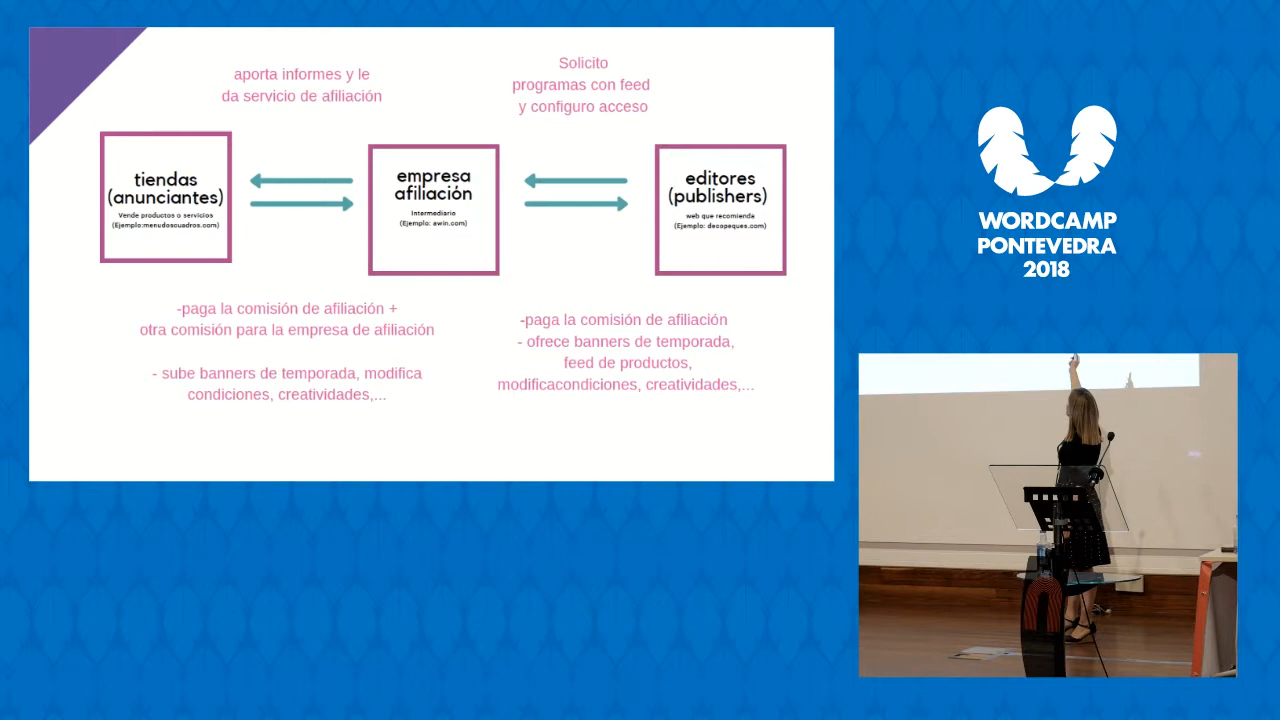 aporta informes y le
da servicio de afiliación
Solicito
programas con feed
y configuro acceso
tiendas
(anunciantes)
Vende productos o servicios
(Ejemplo:menudoscuadros.com)
empresa
afiliación
Intermediario
(Ejemplo: awin.com)
editores
(publishers)
web que recomienda
(Ejemplo: decopeques.com)
-paga la comisión de afiliación +
otra comisión para la empresa de afiliación
- sube banners de temporada, modifica
condiciones, creatividades,...
-paga la comisión de afiliación
- ofrece banners de temporada,
feed de productos,
modificacondiciones, creatividades,...
WORDCAMP
PONTEVEDRA
2018